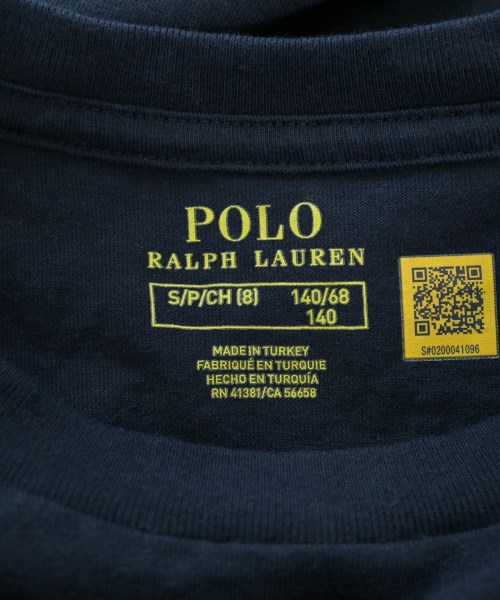 POLO
RALPH LAUREN
S/P/CH (8) 140/68
140
MADE IN TURKEY
FABRIQUÉ EN TURQUIE
HECHO EN TURQUÍA
RN 41381/CA 56658
S#0200041096